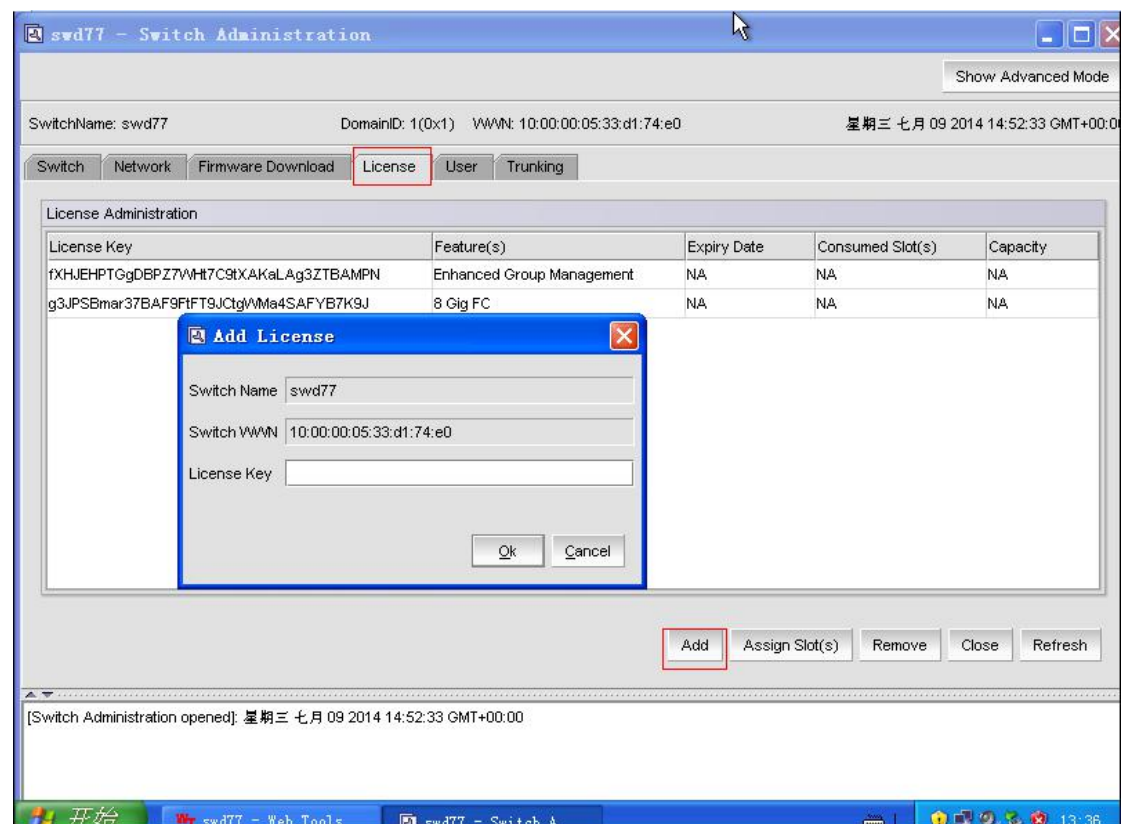 swd77 - Switch Administration
Show Advanced Mode
SwitchName: swd77 DomainID: 1(0x1) WWN: 10:00:00:05:33:d1:74:e0 星期三 七月 09 2014 14:52:33 GMT+00:0
Switch Network Firmware Download License User Trunking
License Administration
License Key Feature(s) Expiry Date Consumed Slot(s) Capacity
fXHJEHPTGgDBPZ7WHt7C9tXAKaLAg3ZTBAMPN Enhanced Group Management NA NA NA
g3JPSBmar37BAF9FtFT9JCtgWMa4SAFYB7K9J 8 Gig FC NA NA NA
Add License
Switch Name swd77
Switch WWN 10:00:00:05:33:d1:74:e0
License Key
Ok Cancel
Add Assign Slot(s) Remove Close Refresh
[Switch Administration opened]: 星期三 七月 09 2014 14:52:33 GMT+00:00
开始 swd77 - Web Tools swd77 - Switch A 13:36